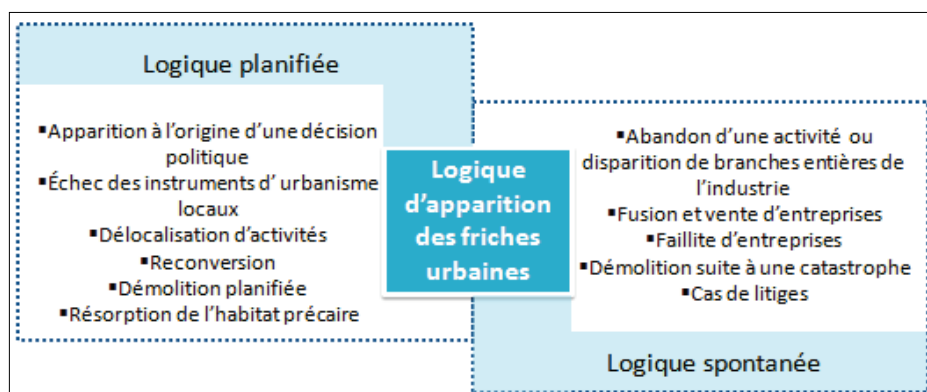 Logique planifiée
▪Apparition à l'origine d'une décision
politique
▪Échec des instruments d' urbanisme
locaux
▪Délocalisation d'activités
▪Reconversion
▪Démolition planifiée
▪Résorption de l'habitat précaire
Logique
d'apparition
des friches
urbaines
▪Abandon d'une activité ou
disparition de branches entières de
l'industrie
▪Fusion et vente d'entreprises
▪Faillite d'entreprises
▪Démolition suite à une catastrophe
▪Cas de litiges
Logique spontanée